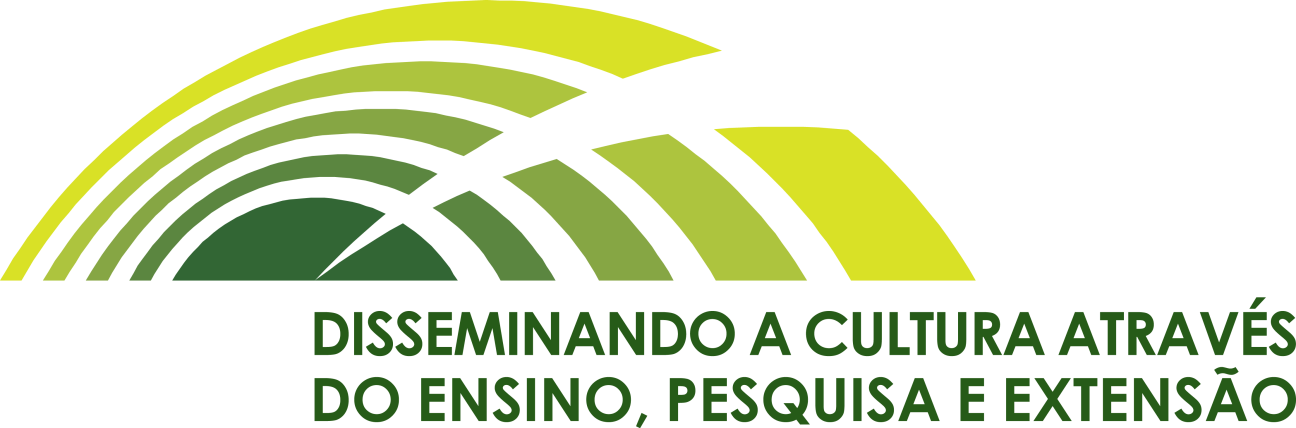 DISSEMINANDO A CULTURA ATRAVÉS
DO ENSINO, PESQUISA E EXTENSÃO